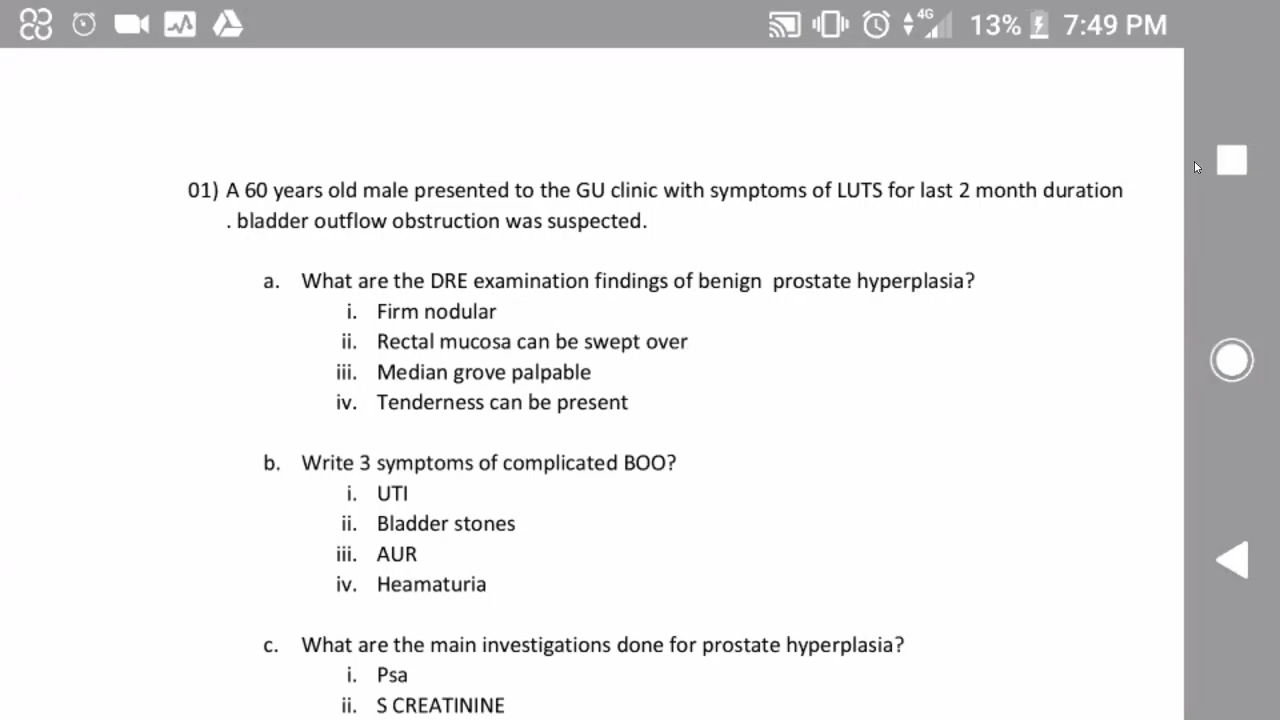 4G 13% 7:49 PM
01) A 60 years old male presented to the GU clinic with symptoms of LUTS for last 2 month duration
. bladder outflow obstruction was suspected.
a. What are the DRE examination findings of benign prostate hyperplasia?
i. Firm nodular
ii. Rectal mucosa can be swept over
iii. Median grove palpable
iv. Tenderness can be present
b. Write 3 symptoms of complicated BOO?
i. UTI
ii. Bladder stones
iii. AUR
iv. Heamaturia
c. What are the main investigations done for prostate hyperplasia?
i. Psa
ii. S CREATININE